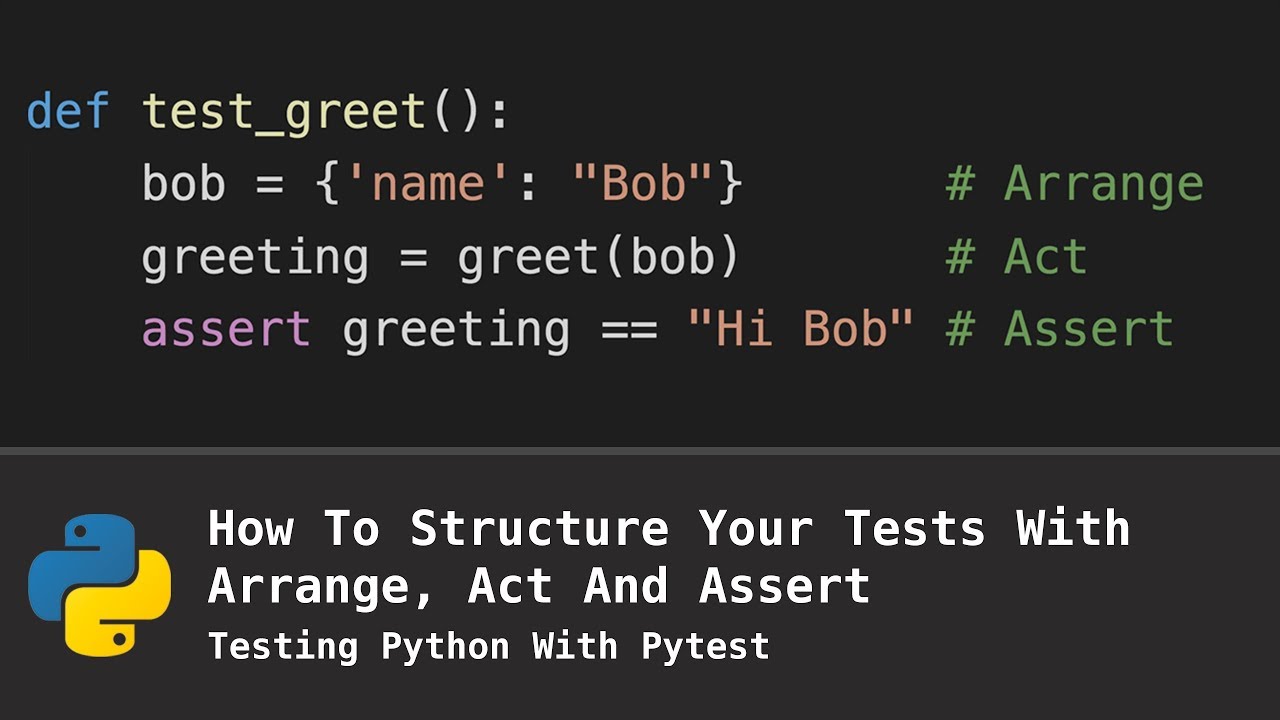 def test_greet():
    bob = {'name': "Bob"}       # Arrange
    greeting = greet(bob)       # Act
    assert greeting == "Hi Bob" # Assert
How To Structure Your Tests With
Arrange, Act And Assert
Testing Python With Pytest